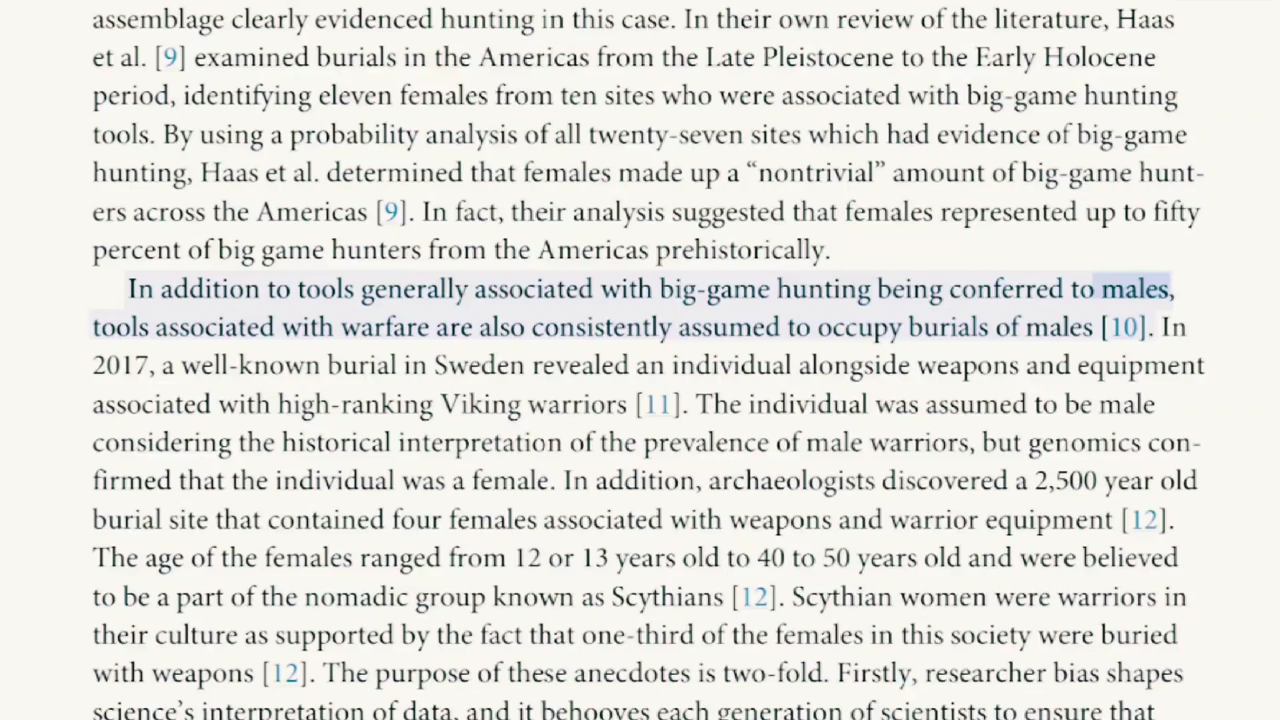 assemblage clearly evidenced hunting in this case. In their own review of the literature, Haas
et al. [9] examined burials in the Americas from the Late Pleistocene to the Early Holocene
period, identifying eleven females from ten sites who were associated with big-game hunting
tools. By using a probability analysis of all twenty-seven sites which had evidence of big-game
hunting, Haas et al. determined that females made up a “nontrivial” amount of big-game hunt-
ers across the Americas [9]. In fact, their analysis suggested that females represented up to fifty
percent of big game hunters from the Americas prehistorically.
In addition to tools generally associated with big-game hunting being conferred to males,
tools associated with warfare are also consistently assumed to occupy burials of males [10]. In
2017, a well-known burial in Sweden revealed an individual alongside weapons and equipment
associated with high-ranking Viking warriors [11]. The individual was assumed to be male
considering the historical interpretation of the prevalence of male warriors, but genomics con-
firmed that the individual was a female. In addition, archaeologists discovered a 2,500 year old
burial site that contained four females associated with weapons and warrior equipment [12].
The age of the females ranged from 12 or 13 years old to 40 to 50 years old and were believed
to be a part of the nomadic group known as Scythians [12]. Scythian women were warriors in
their culture as supported by the fact that one-third of the females in this society were buried
with weapons [12]. The purpose of these anecdotes is two-fold. Firstly, researcher bias shapes
science’s interpretation of data, and it behooves each generation of scientists to ensure that